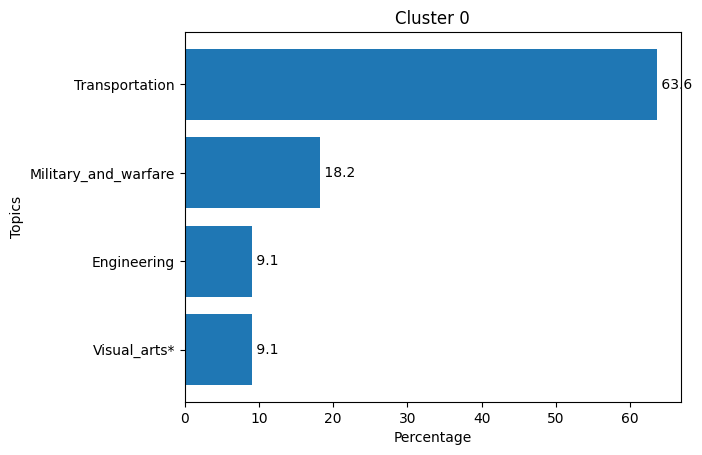 Cluster 0
Topics
Transportation
63.6
Military_and_warfare
18.2
Engineering
9.1
Visual_arts*
9.1
0 10 20 30 40 50 60
Percentage